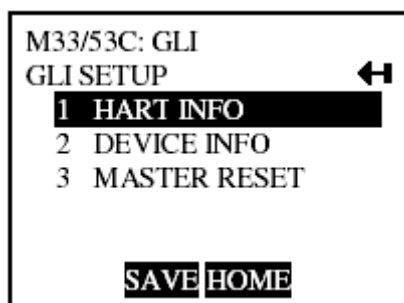 M33/53C: GLI
GLI SETUP
1 HART INFO
2 DEVICE INFO
3 MASTER RESET
SAVE HOME